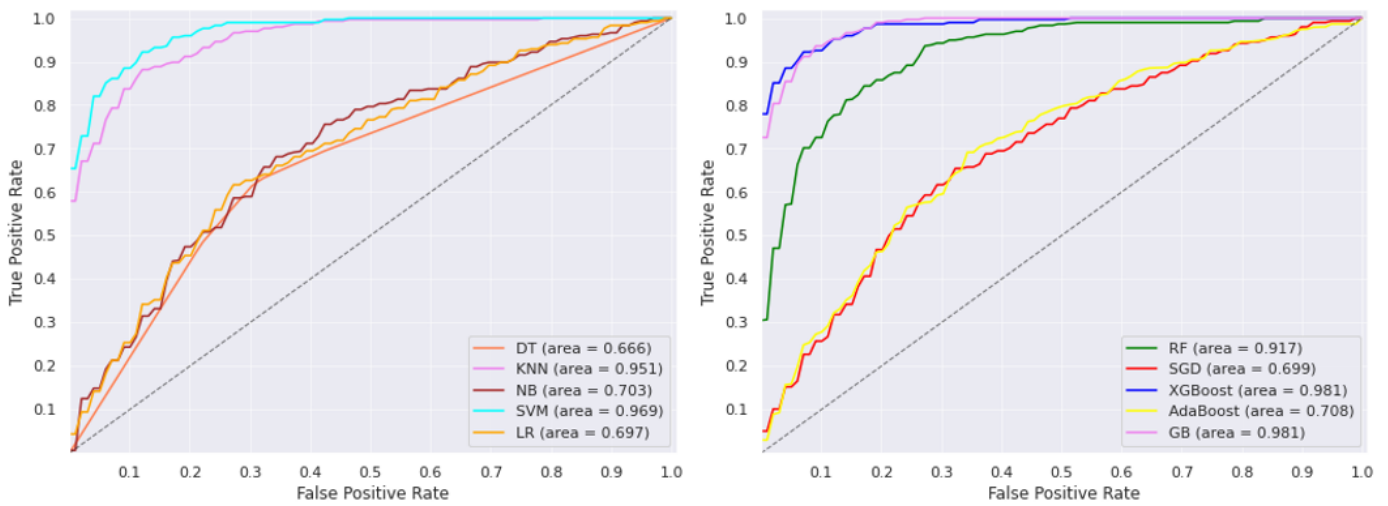 1.0
0.9
0.8
0.7
0.6
0.5
0.4
0.3
0.2
0.1
True Positive Rate
DT (area = 0.666)
KNN (area = 0.951)
NB (area = 0.703)
SVM (area = 0.969)
LR (area = 0.697)
0.1 0.2 0.3 0.4 0.5 0.6 0.7 0.8 0.9 1.0
False Positive Rate
1.0
0.9
0.8
0.7
0.6
0.5
0.4
0.3
0.2
0.1
True Positive Rate
RF (area = 0.917)
SGD (area = 0.699)
XGBoost (area = 0.981)
AdaBoost (area = 0.708)
GB (area = 0.981)
0.1 0.2 0.3 0.4 0.5 0.6 0.7 0.8 0.9 1.0
False Positive Rate